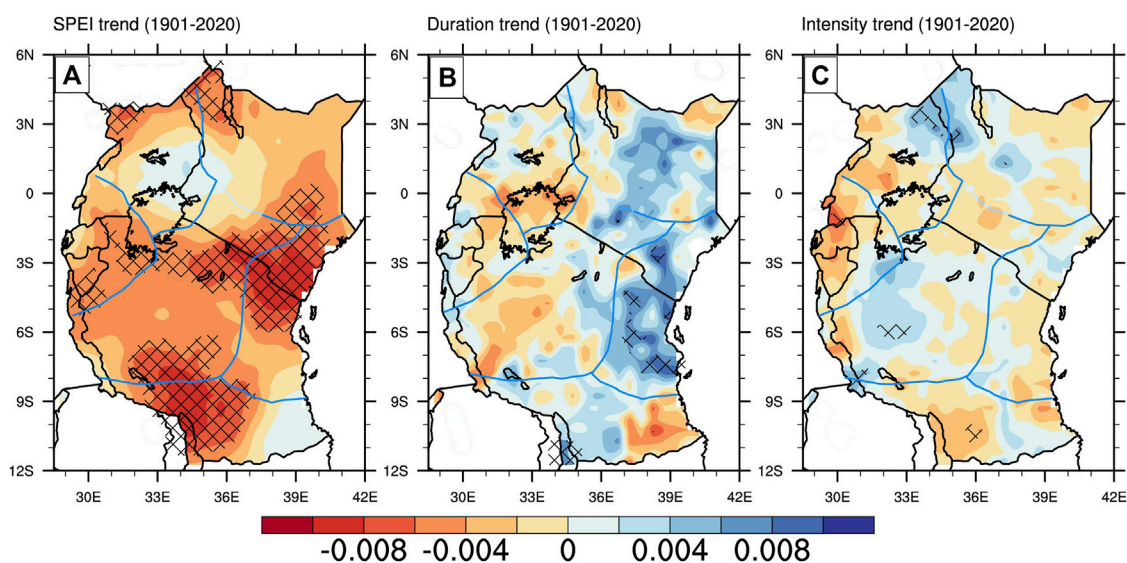 SPEI trend (1901-2020) Duration trend (1901-2020) Intensity trend (1901-2020)
A B C
6N
3N
0
3S
6S
9S
12S
30E 33E 36E 39E 42E
6N
3N
0
3S
6S
9S
12S
30E 33E 36E 39E 42E
6N
3N
0
3S
6S
9S
12S
30E 33E 36E 39E 42E
-0.008 -0.004 0 0.004 0.008